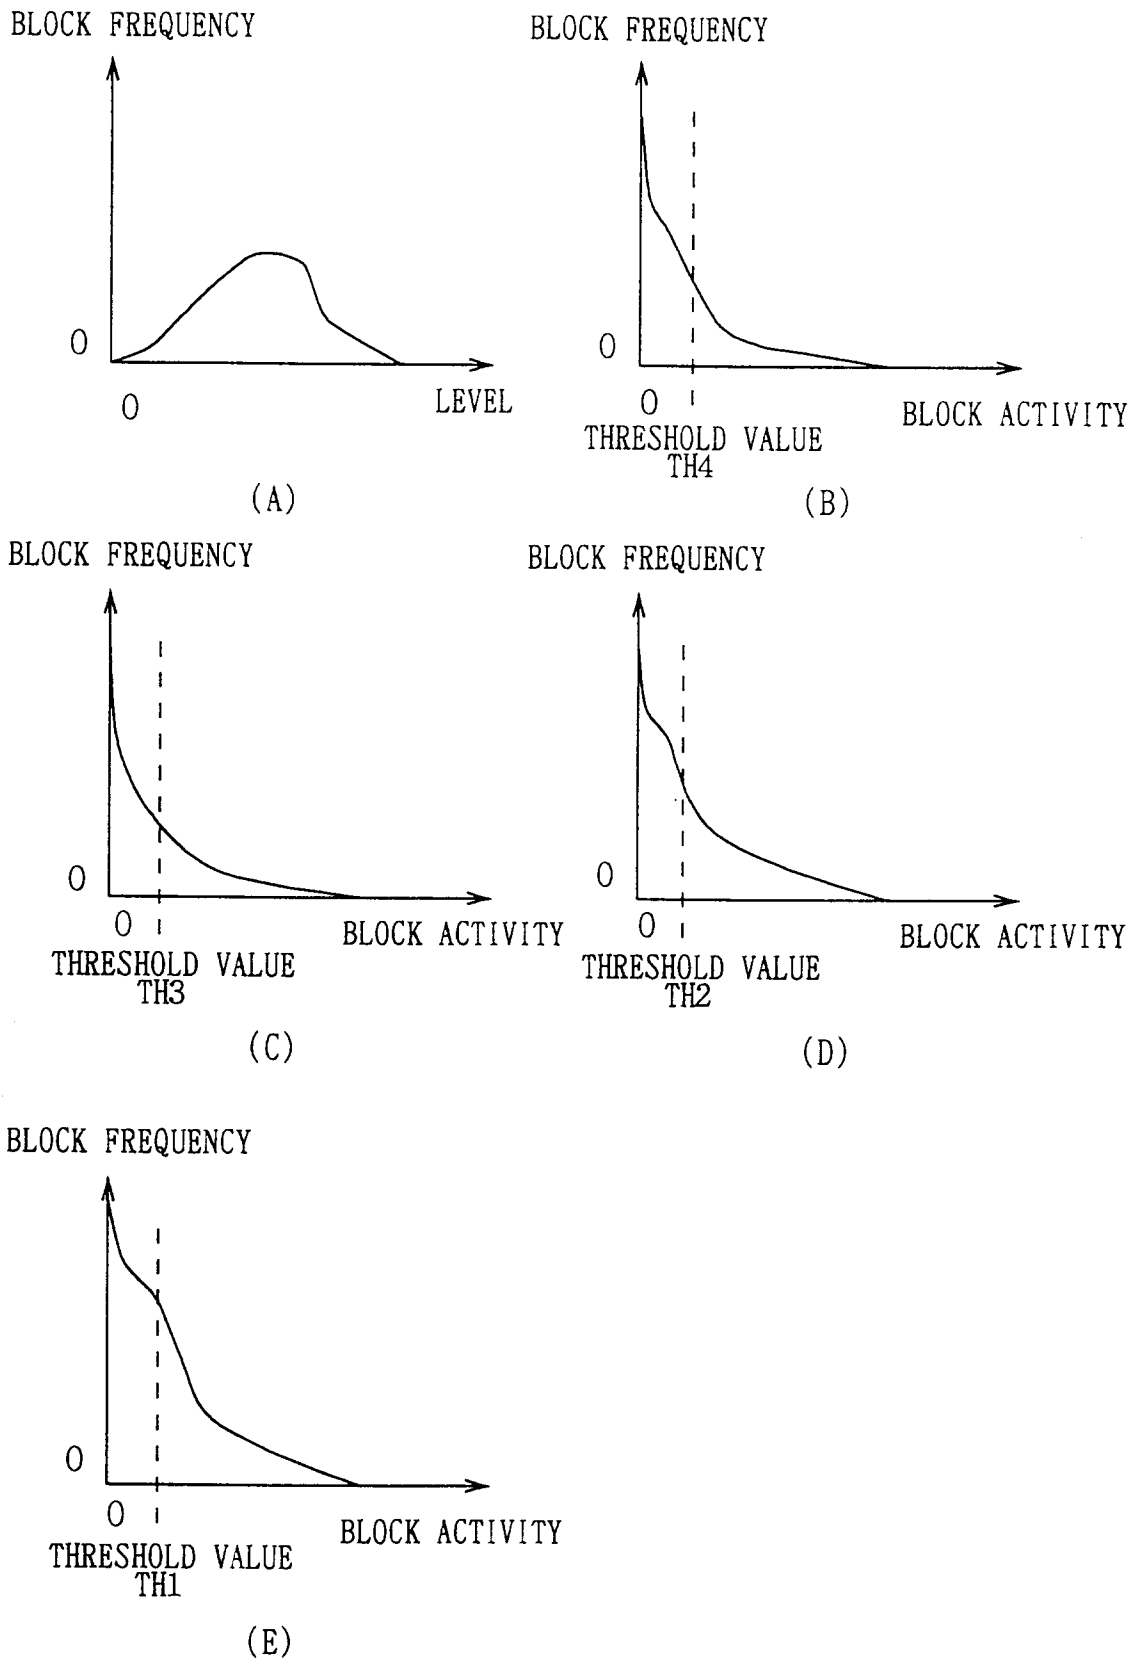 BLOCK FREQUENCY
0
0
LEVEL
(A)
BLOCK FREQUENCY
0
0
BLOCK ACTIVITY
THRESHOLD VALUE
TH4
(B)
BLOCK FREQUENCY
0
0
BLOCK ACTIVITY
THRESHOLD VALUE
TH3
(C)
BLOCK FREQUENCY
0
0
BLOCK ACTIVITY
THRESHOLD VALUE
TH2
(D)
BLOCK FREQUENCY
0
0
BLOCK ACTIVITY
THRESHOLD VALUE
TH1
(E)